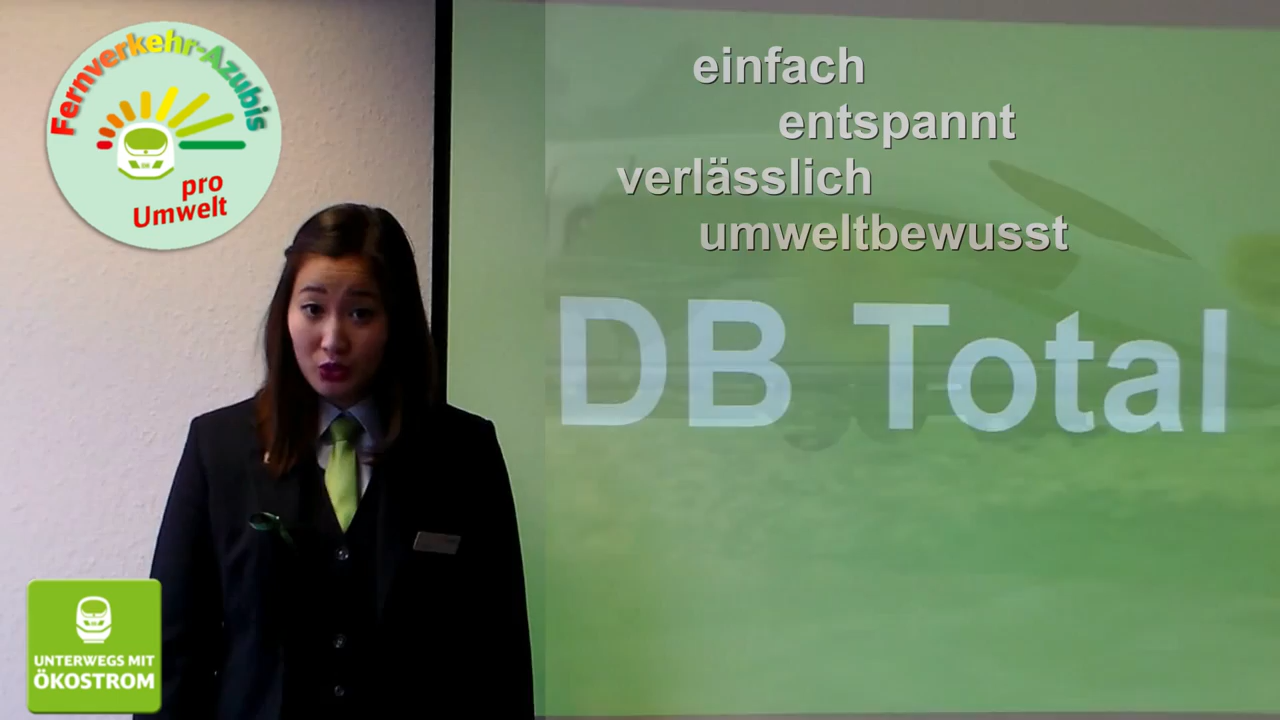 Fernverkehr-Azubis
pro
Umwelt
einfach
entspannt
verlässlich
umweltbewusst
DB Total
UNTERWEGS MIT
ÖKOSTROM